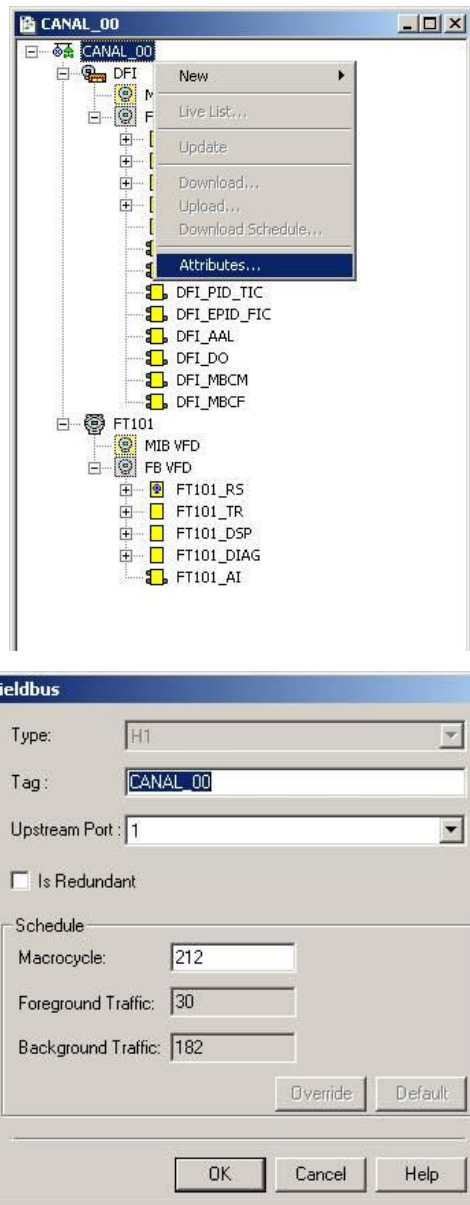 CANAL_00
CANAL_00
DFI
New
M
Live List...
F
Update
Download...
Upload...
Download Schedule...
Attributes...
DFI_PID_TIC
DFI_EPID_FIC
DFI_AAL
DFI_DO
DFI_MBCM
DFI_MBCF
FT101
MIB VFD
FB VFD
FT101_RS
FT101_TR
FT101_DSP
FT101_DIAG
FT101_AI
ieldbus
Type: H1
Tag : CANAL_00
Upstream Port : 1
Is Redundant
Schedule
Macrocycle: 212
Foreground Traffic: 30
Background Traffic: 182
Override Default
OK Cancel Help